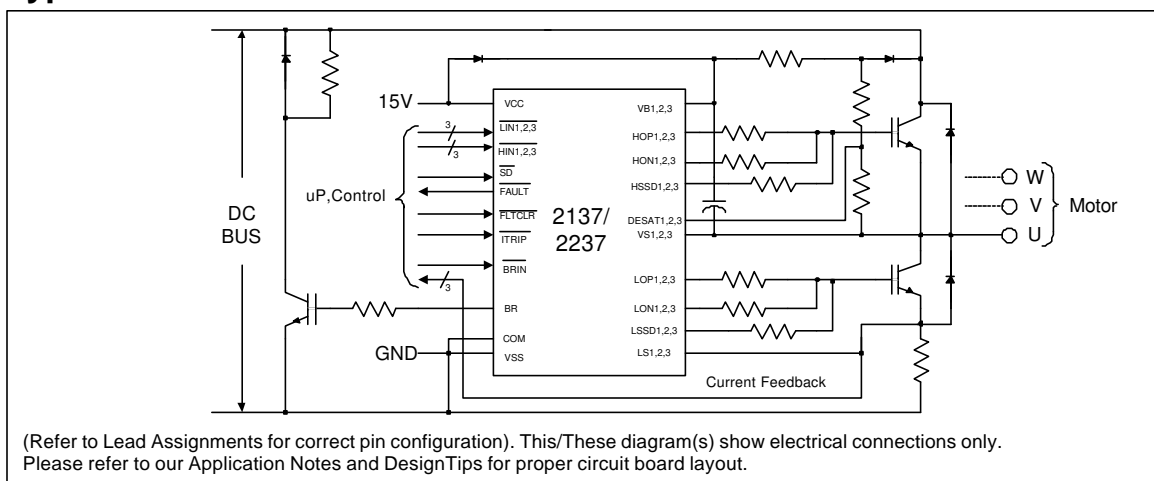 15V
VCC
VB1,2,3
LIN1,2,3
3
HOP1,2,3
HIN1,2,3
3
HON1,2,3
SD
HSSD1,2,3
W
uP,Control
FAULT
DC
BUS
2137/
2237
V
Motor
FLTCLR
DESAT1,2,3
ITRIP
VS1,2,3
U
BRIN
3
LOP1,2,3
BR
LON1,2,3
COM
LSSD1,2,3
GND
VSS
LS1,2,3
Current Feedback
(Refer to Lead Assignments for correct pin configuration). This/These diagram(s) show electrical connections only.
Please refer to our Application Notes and DesignTips for proper circuit board layout.